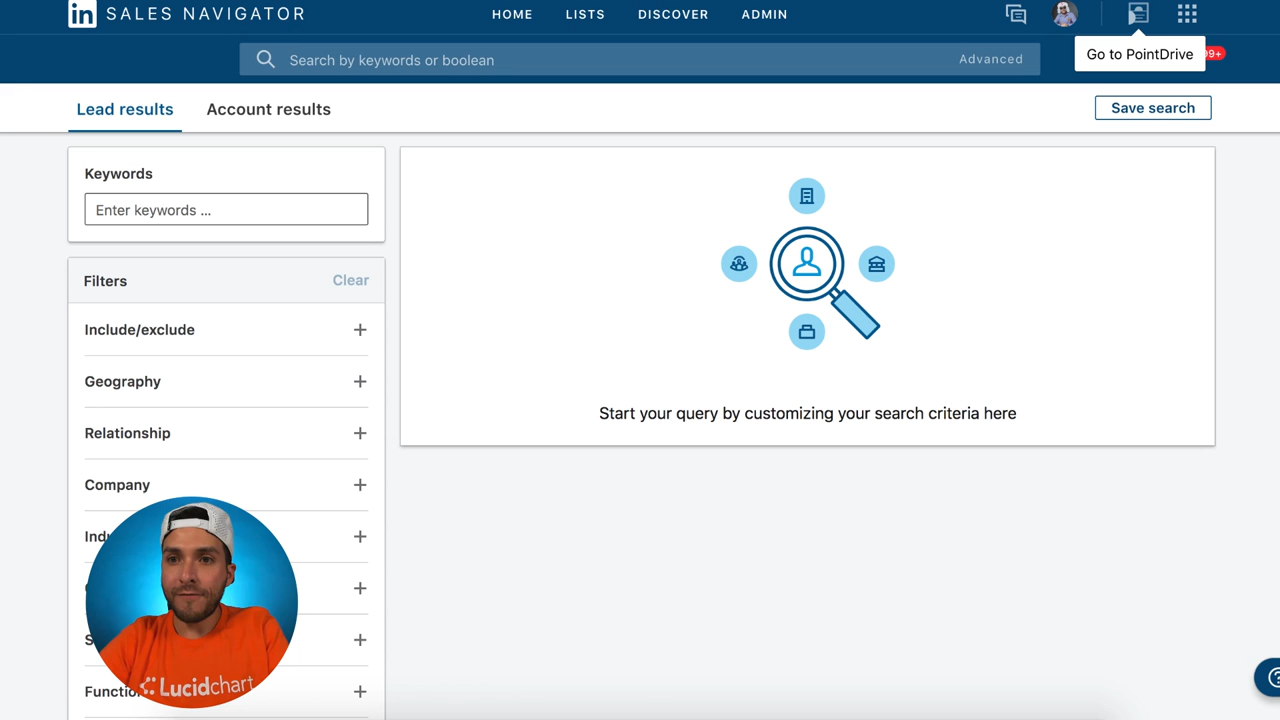 in SALES NAVIGATOR
HOME LISTS DISCOVER ADMIN
Search by keywords or boolean Advanced
Go to PointDrive
99+
Lead results Account results Save search
Keywords
Enter keywords ...
Filters Clear
Include/exclude +
Geography +
Relationship +
Company +
+
+
+
+
Start your query by customizing your search criteria here
Lucidchart
?